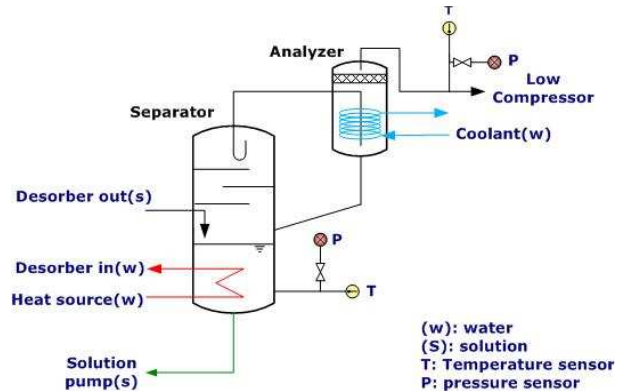 T
Analyzer
P
Low
Compressor
Separator
Coolant(w)
Desorber out(s)
P
Desorber in(w)
Heat source(w)
T
(w): water
(S): solution
T: Temperature sensor
P: pressure sensor
Solution
pump(s)